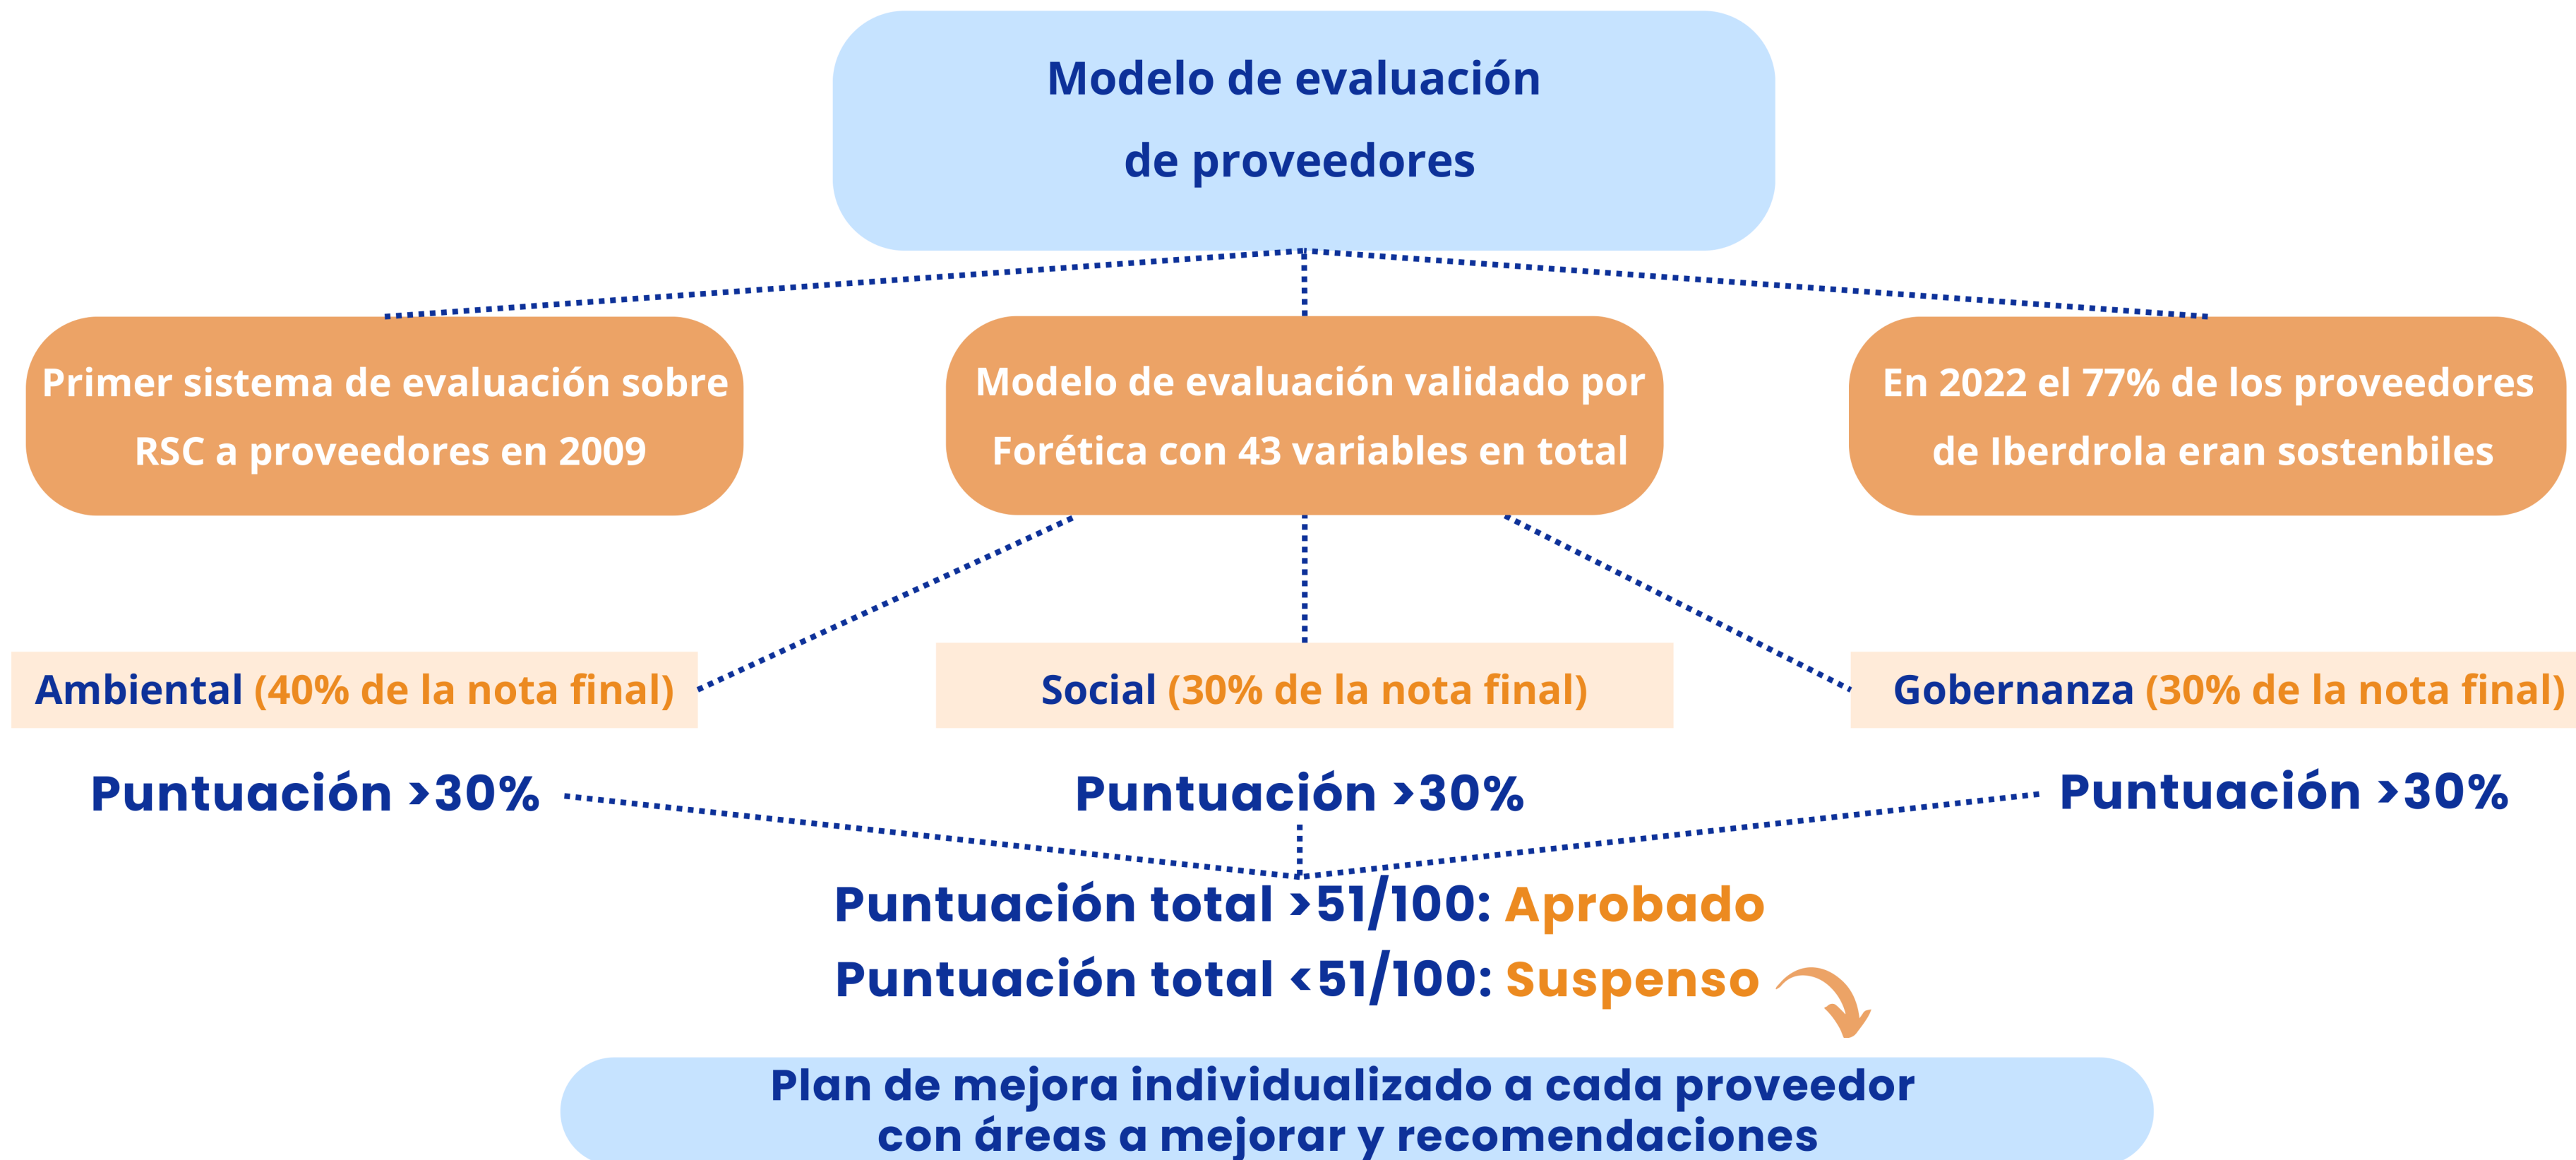 Modelo de evaluación
de proveedores
Primer sistema de evaluación sobre
RSC a proveedores en 2009
Modelo de evaluación validado por
Forética con 43 variables en total
En 2022 el 77% de los proveedores
de Iberdrola eran sostenbiles
Ambiental (40% de la nota final)
Social (30% de la nota final)
Gobernanza (30% de la nota final)
Puntuación >30%
Puntuación >30%
Puntuación >30%
Puntuación total >51/100: Aprobado
Puntuación total <51/100: Suspenso
Plan de mejora individualizado a cada proveedor
con áreas a mejorar y recomendaciones